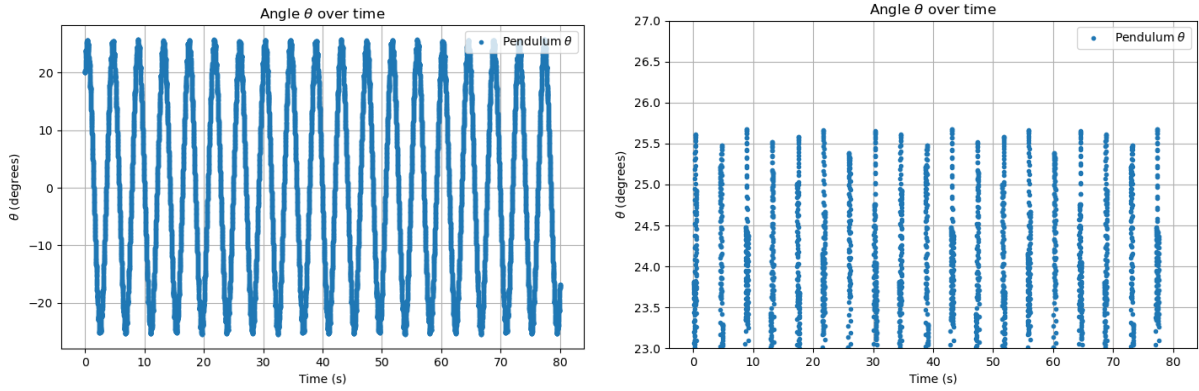 Angle θ over time
Pendulum θ
20
10
0
−10
−20
θ (degrees)
0 10 20 30 40 50 60 70 80
Time (s)
Angle θ over time
Pendulum θ
27.0
26.5
26.0
25.5
25.0
24.5
24.0
23.5
23.0
θ (degrees)
0 10 20 30 40 50 60 70 80
Time (s)